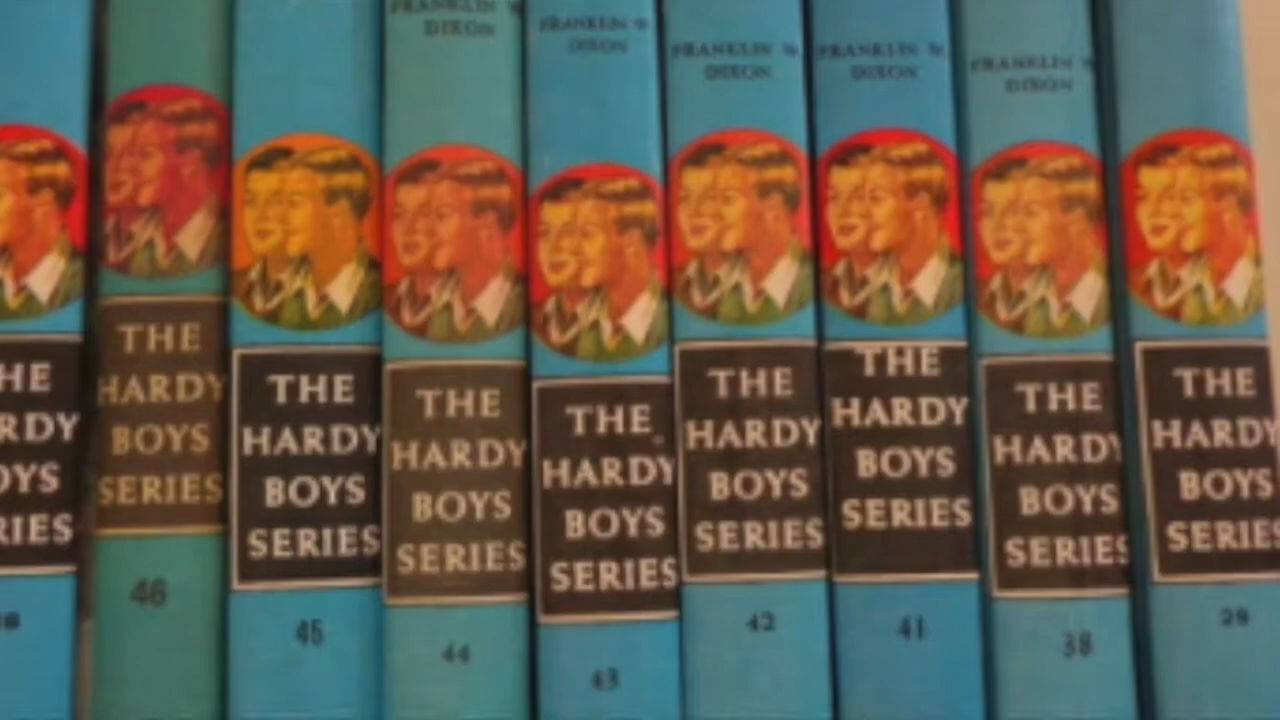 HE
RDY
OYS
RIES
THE
HARDY
BOYS
SERIES
46
THE
HARDY
BOYS
SERIES
45
FRANKLIN W
DIXON
THE
HARDY
BOYS
SERIES
44
FRANKLIN W
DIXON
THE
HARDY
BOYS
SERIES
43
FRANKLIN W
DIXON
THE
HARDY
BOYS
SERIES
42
FRANKLIN W.
DIXON
THE
HARDY
BOYS
SERIES
41
FRANKLIN W
DIXON
THE
HARDY
BOYS
SERIES
38
THE
HARDY
BOYS
SERIES
29